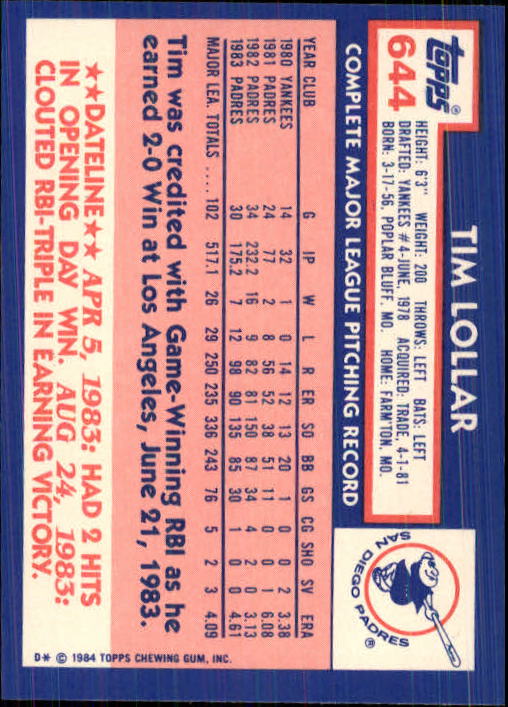 topps®
644
TIM LOLLAR
HEIGHT: 6'3" WEIGHT: 200 THROWS: LEFT BATS: LEFT
DRAFTED: YANKEES #4-JUNE, 1978 ACQUIRED: TRADE, 4-1-81
BORN: 3-17-56, POPLAR BLUFF, MO. HOME: FARM'TON, MO.
COMPLETE MAJOR LEAGUE PITCHING RECORD
SAN DIEGO PADRES ®
YEAR CLUB G IP W L R ER SO BB GS CG SHO SV ERA
1980 YANKEES 14 32 1 0 14 12 13 20 1 0 0 2 3.38
1981 PADRES 24 77 2 8 56 52 38 51 11 0 0 1 6.08
1982 PADRES 34 232.2 16 9 82 81 150 87 34 4 2 0 3.13
1983 PADRES 30 175.2 7 12 98 90 135 85 30 1 0 0 4.61
MAJOR LEA. TOTALS .... 102 517.1 26 29 250 235 336 243 76 5 2 3 4.09
Tim was credited with Game-Winning RBI as he
earned 2-0 Win at Los Angeles, June 21, 1983.
★★DATELINE★★ APR 5, 1983: HAD 2 HITS
IN OPENING DAY WIN. AUG 24, 1983:
CLOUTED RBI-TRIPLE IN EARNING VICTORY.
D* © 1984 TOPPS CHEWING GUM, INC.